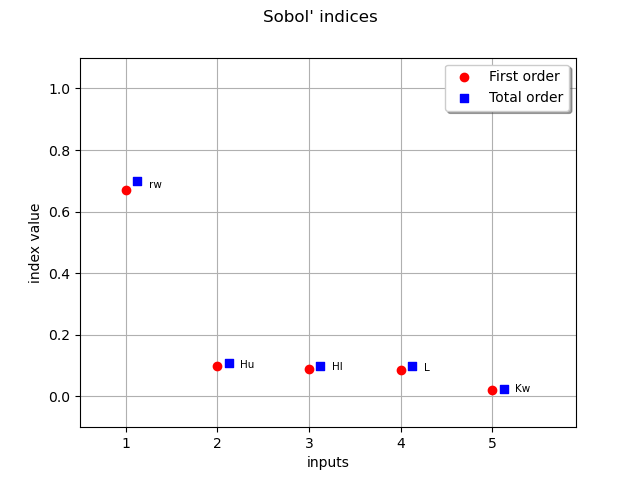 Sobol' indices
First order
Total order
1.0
0.8
0.6
0.4
0.2
0.0
index value
rw
Hu
Hl
L
Kw
1 2 3 4 5
inputs